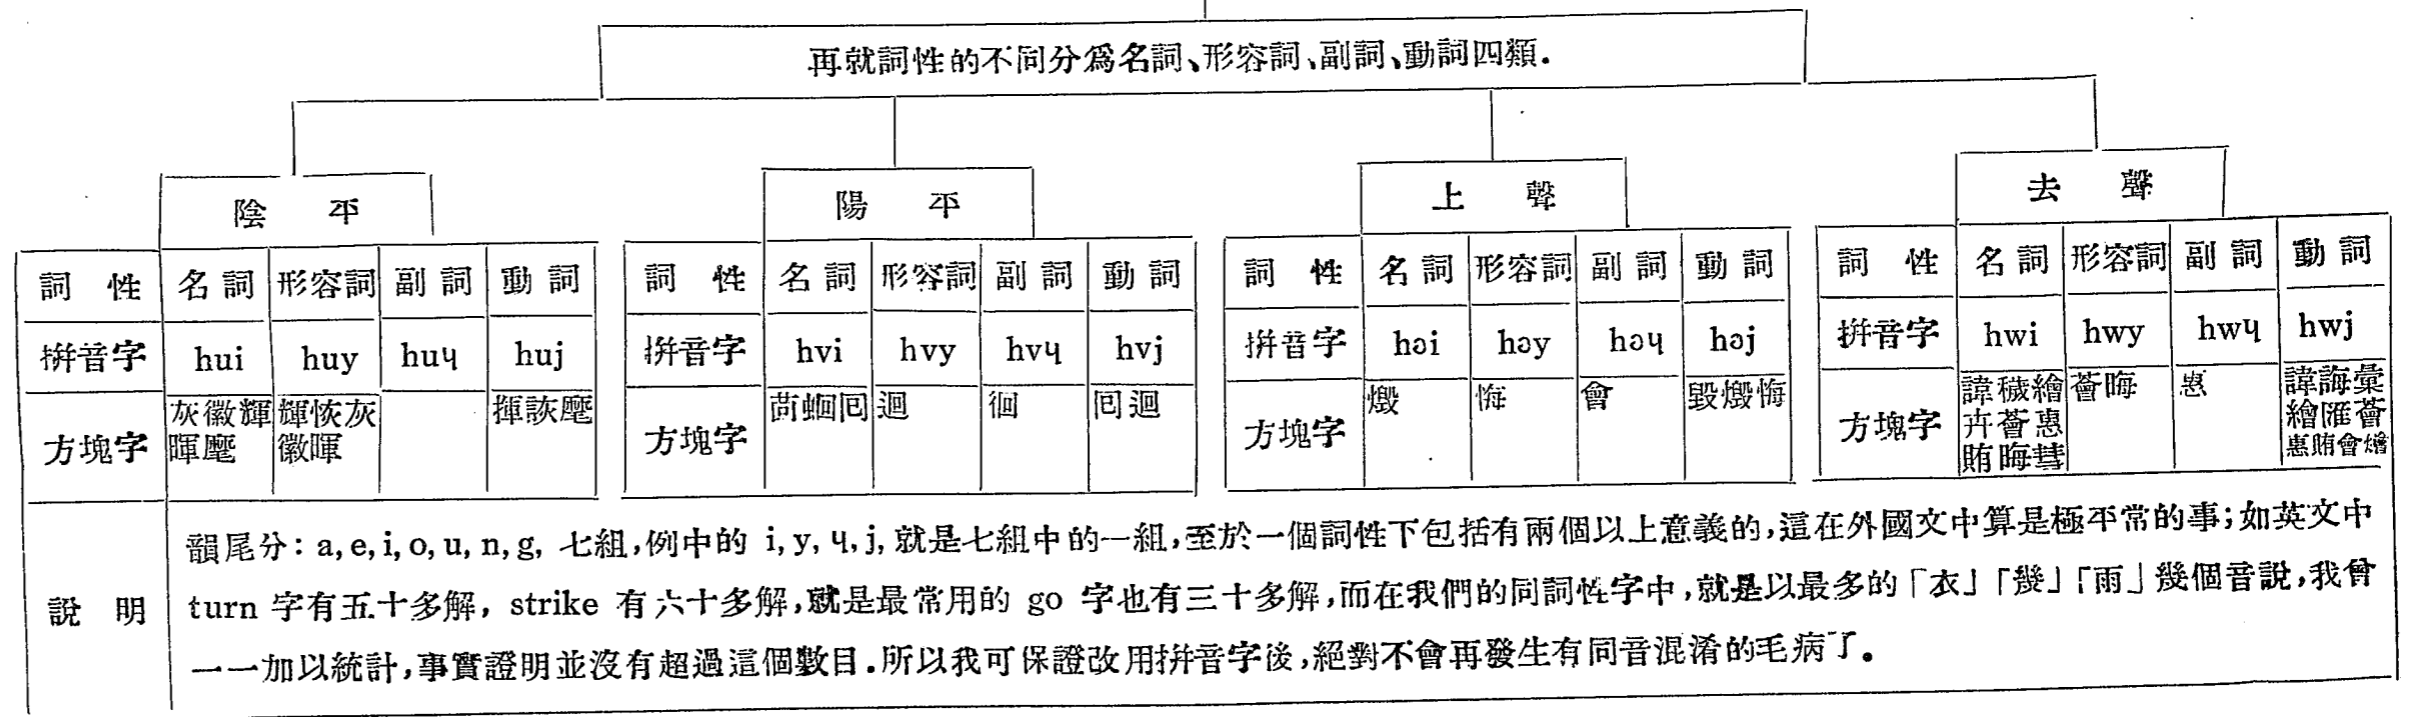 再就詞性的不同分爲名詞、形容詞、副詞、動詞四類.
陰 平
詞 性 名詞 形容詞 副詞 動詞
拚音字 hui huy huч huj
方塊字 灰徽輝暉麾 輝恢灰徽暉 揮詼麾
陽 平
詞 性 名詞 形容詞 副詞 動詞
拚音字 hvi hvy hvч hvj
方塊字 茴蛔回 迴 徊 回迴
上 聲
詞 性 名詞 形容詞 副詞 動詞
拚音字 həi həy həч həj
方塊字 燬 悔 會 毀燬悔
去 聲
詞 性 名詞 形容詞 副詞 動詞
拚音字 hwi hwy hwч hwj
方塊字 諱穢繪卉薈惠賄晦彗 薈晦 惠 諱誨彙繪匯薈惠賄會燴
說 明
韻尾分：a, e, i, o, u, n, g, 七組,例中的 i, y, ч, j, 就是七組中的一組,至於一個詞性下包括有兩個以上意義的,這在外國文中算是極平常的事;如英文中
turn 字有五十多解, strike 有六十多解,就是最常用的 go 字也有三十多解,而在我們的同詞性字中,就是以最多的「衣」「幾」「雨」幾個音說,我曾
一一加以統計,事實證明並沒有超過這個數目.所以我可保證改用拚音字後,絕對不會再發生有同音混淆的毛病了。